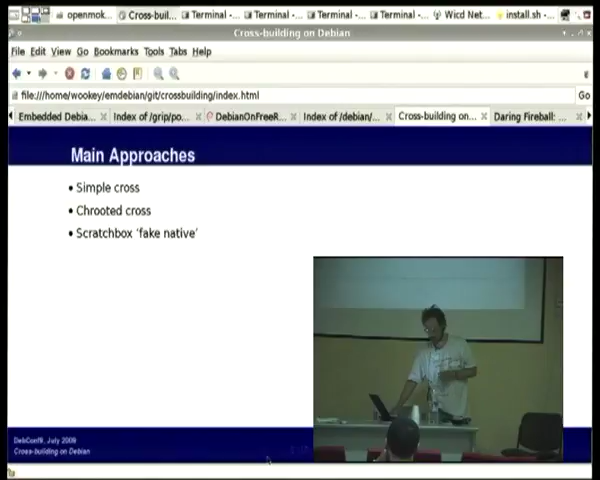 openmok...
Cross-buil...
Terminal -...
Terminal -...
Terminal -...
Terminal -...
Wicd Net...
install.sh -...
Cross-building on Debian
File Edit View Go Bookmarks Tools Tabs Help
file:///home/wookey/emdebian/git/crossbuilding/index.html
Go
Embedded Debia...
Index of /grip/po...
DebianOnFreeR...
Index of /debian/...
Cross-building on...
Daring Fireball: ...
Main Approaches
• Simple cross
• Chrooted cross
• Scratchbox 'fake native'
DebConf9, July 2009
Cross-building on Debian